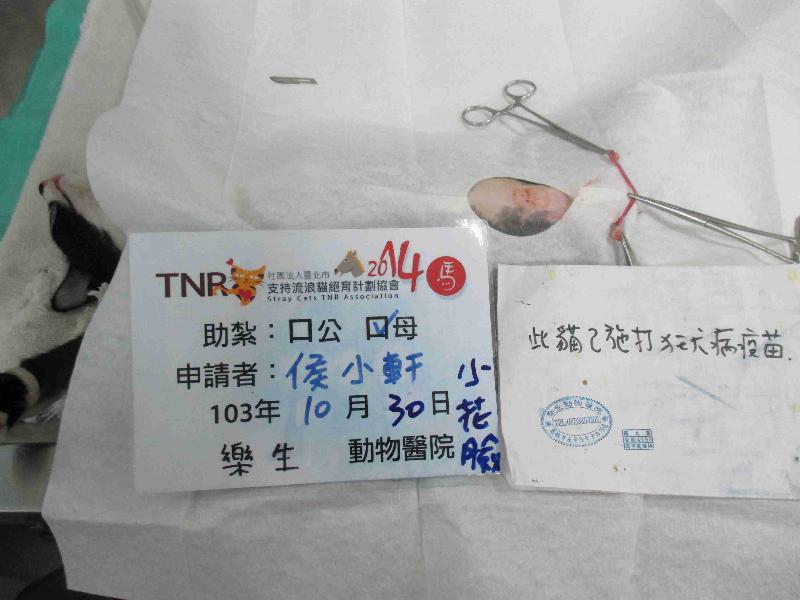 TNR 社團法人臺北市 2014 馬
支持流浪貓絕育計劃協會
Stray Cats TNR Association
助紮：口公 口母
申請者：侯小軒
103年 10月 30日
樂生 動物醫院
小花臉
此貓已施打狂犬病疫苗.